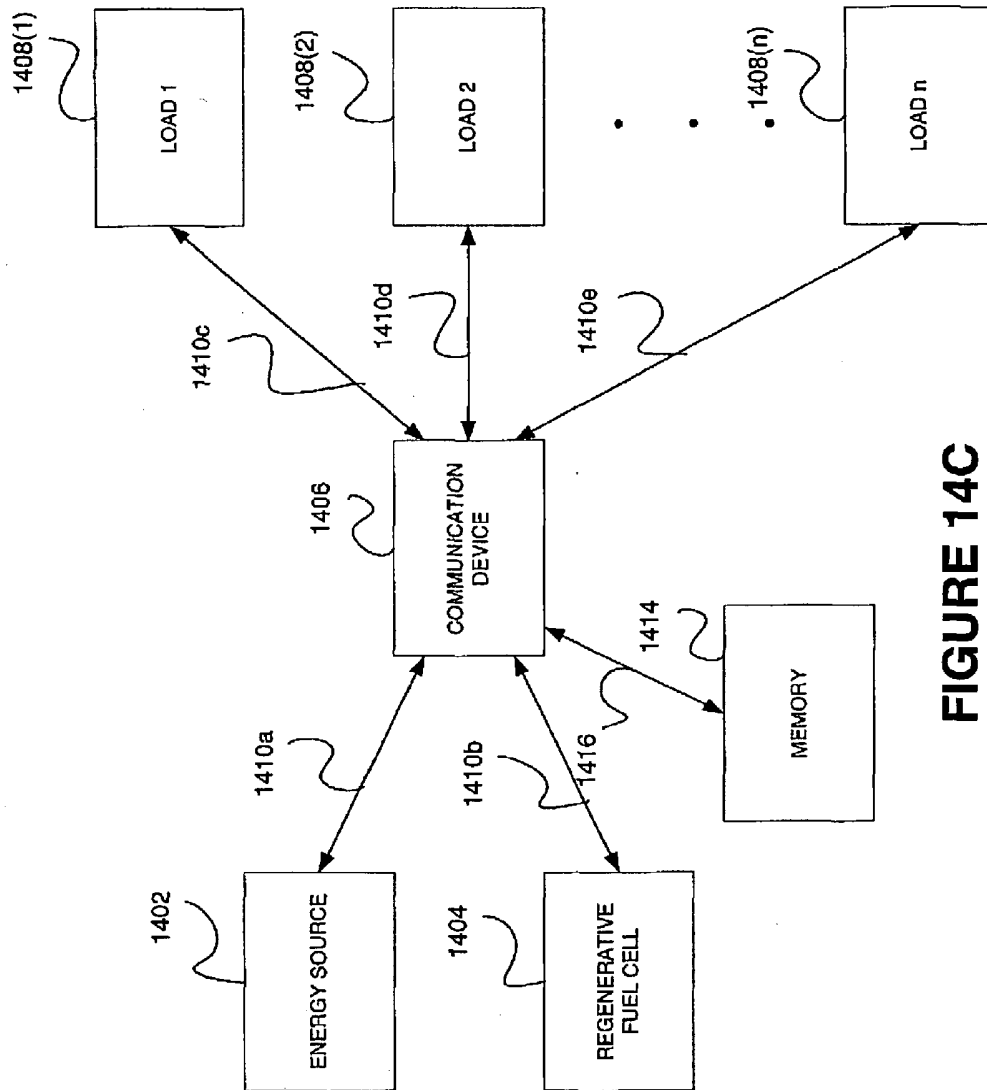 1402
ENERGY SOURCE
1404
REGENERATIVE
FUEL CELL
1410a
1410b
1406
COMMUNICATION
DEVICE
1416
1414
MEMORY
1410c
1410d
1410e
1408(1)
LOAD 1
1408(2)
LOAD 2
1408(n)
LOAD n
FIGURE 14C